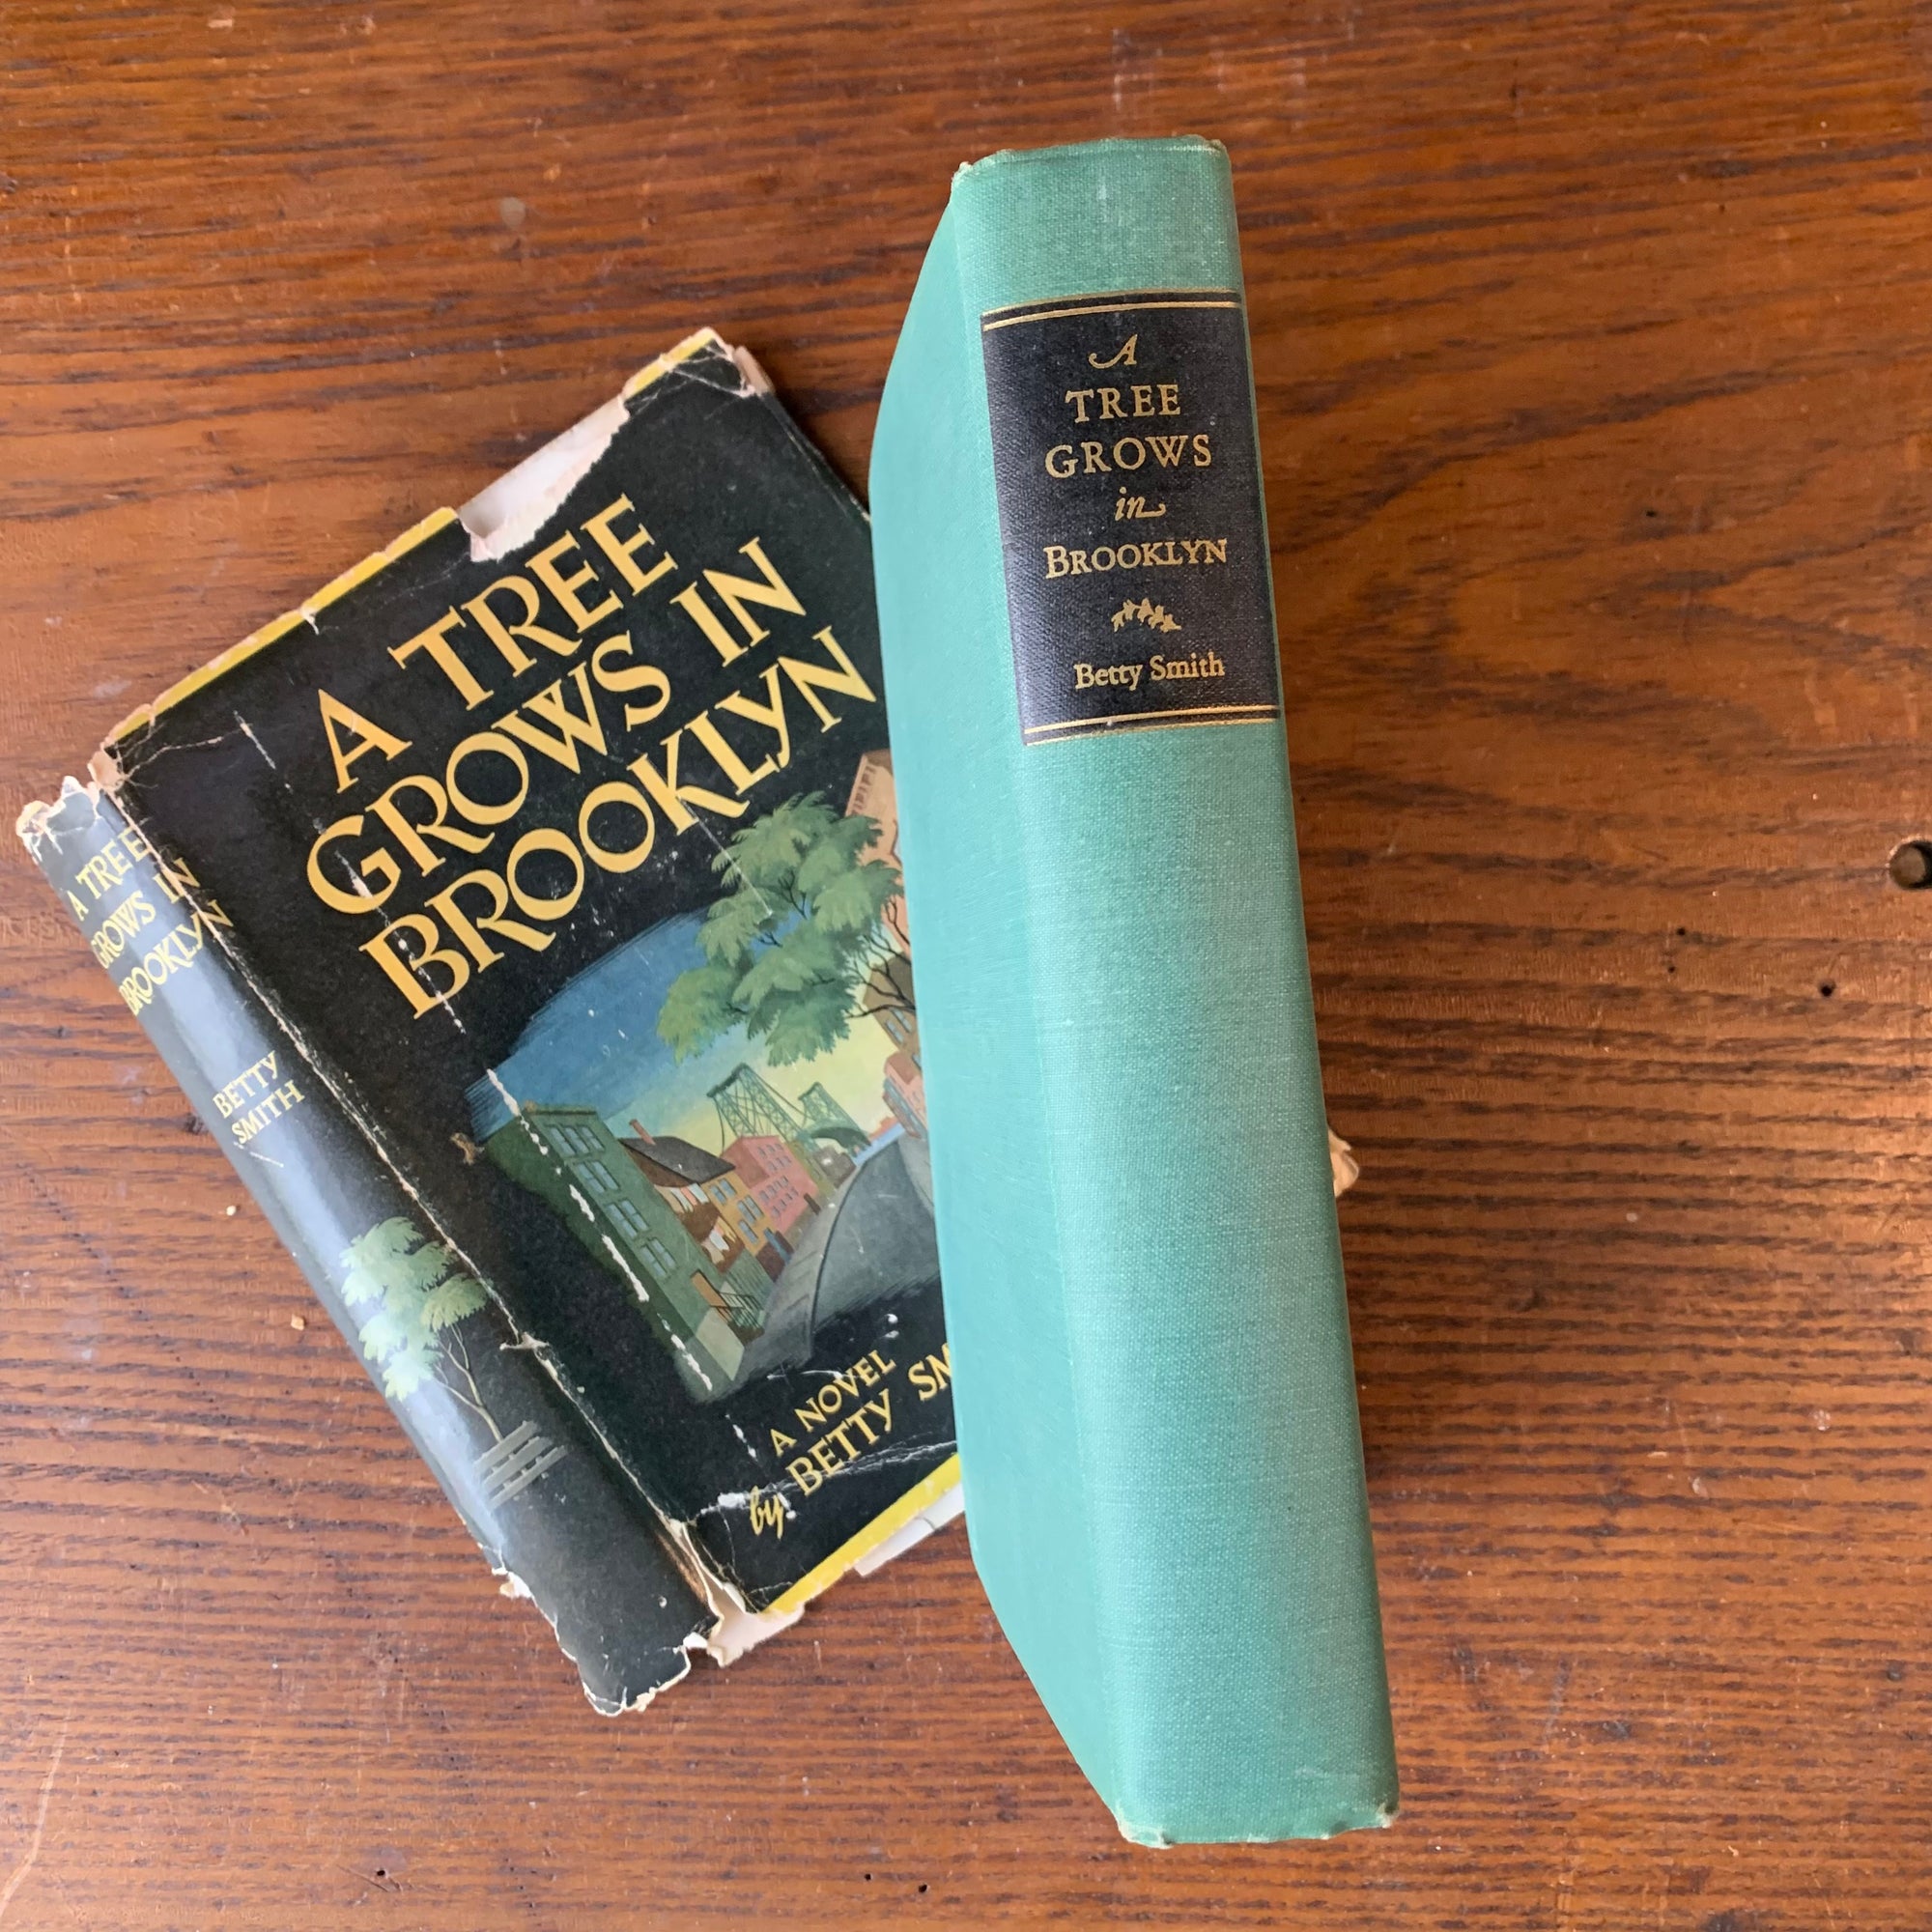 A TREE
GROWS IN
BROOKLYN
BETTY
SMITH
A TREE
GROWS IN
BROOKLYN
A NOVEL
by BETTY
A
TREE
GROWS
in
BROOKLYN
Betty Smith